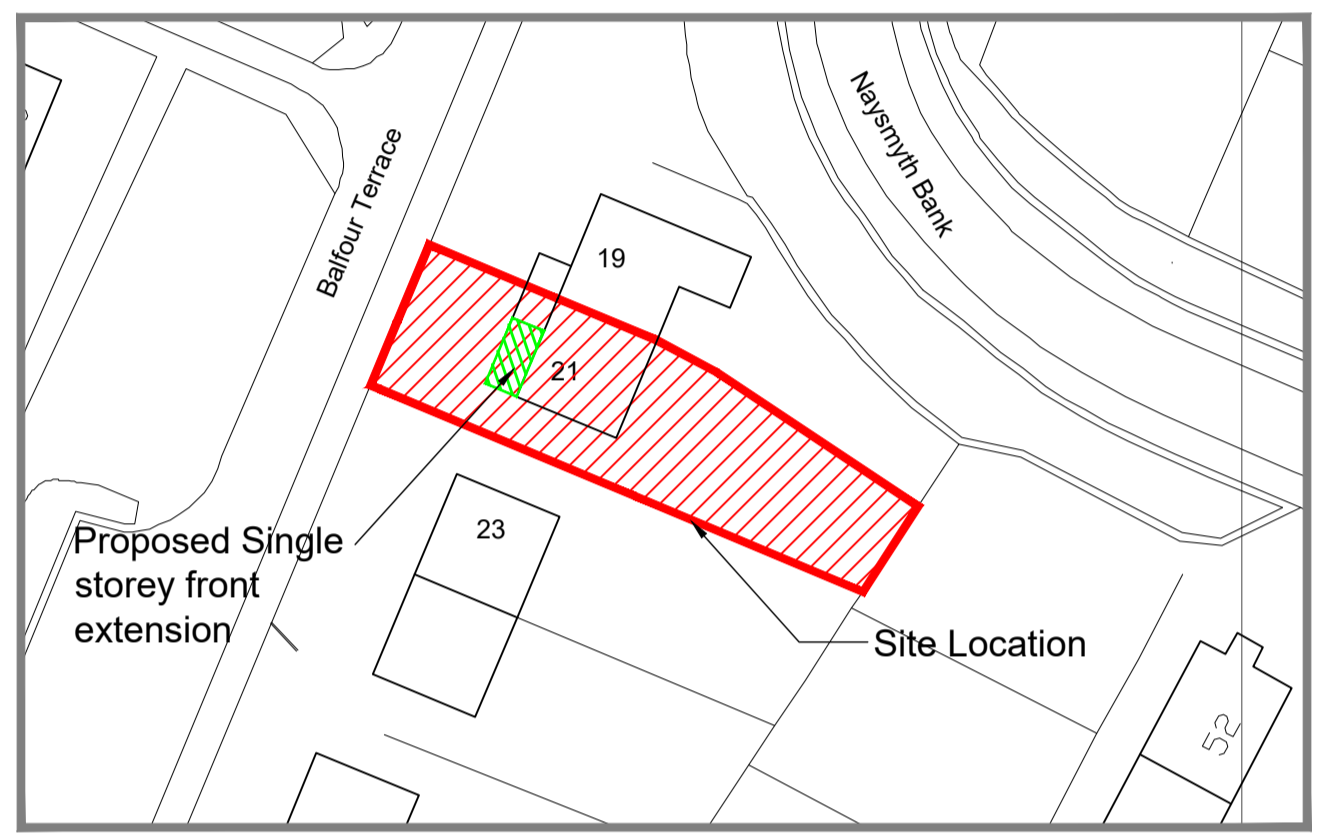 Balfour Terrace
Naysmyth Bank
19
21
23
Proposed Single
storey front
extension
Site Location
52